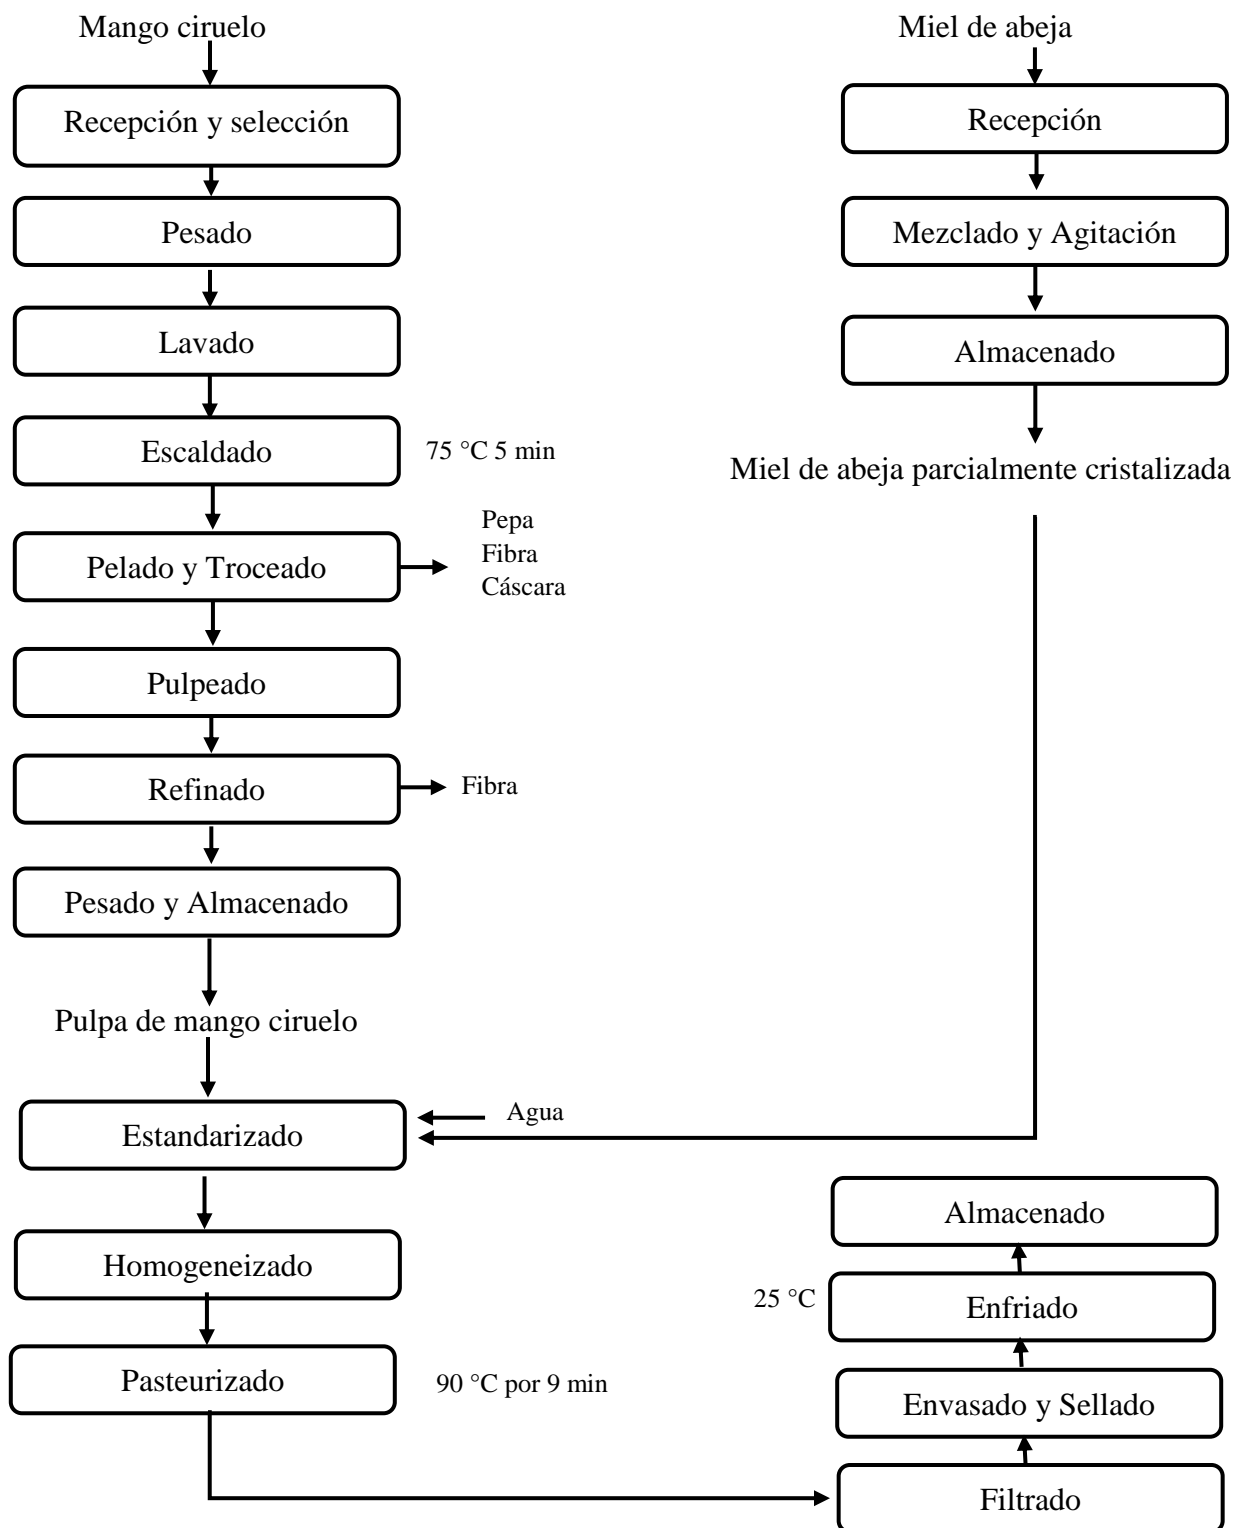 Mango ciruelo
Recepción y selección
Pesado
Lavado
Escaldado
75 °C 5 min
Pelado y Troceado
Pepa
Fibra
Cáscara
Pulpeado
Refinado
Fibra
Pesado y Almacenado
Pulpa de mango ciruelo
Miel de abeja
Recepción
Mezclado y Agitación
Almacenado
Miel de abeja parcialmente cristalizada
Agua
Estandarizado
Homogeneizado
Pasteurizado
90 °C por 9 min
Filtrado
Envasado y Sellado
25 °C
Enfriado
Almacenado